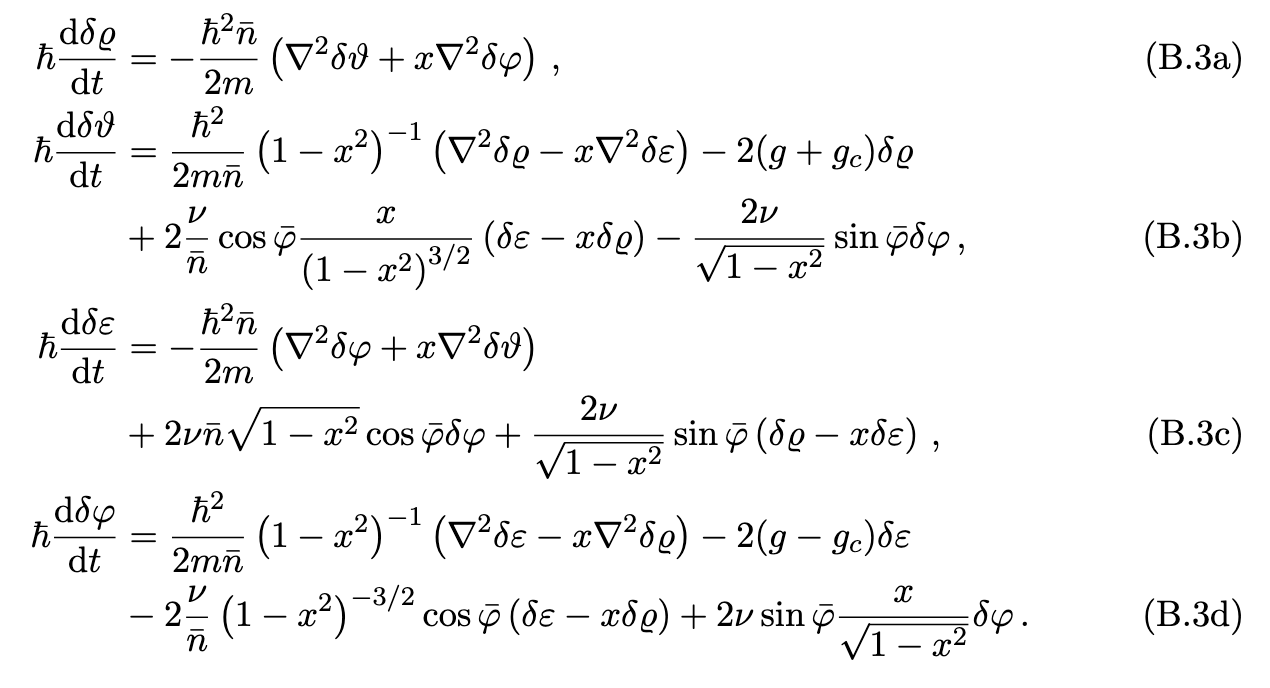 ħ dδϱ/dt = −(ħ²n̄/2m) (∇²δϑ + x∇²δφ) , (B.3a)
ħ dδϑ/dt = (ħ²/2mn̄) (1 − x²)⁻¹ (∇²δϱ − x∇²δε) − 2(g + g_c)δϱ
+ 2(ν/n̄) cos φ̄ (x/(1 − x²)^{3/2}) (δε − xδϱ) − (2ν/√(1 − x²)) sin φ̄δφ , (B.3b)
ħ dδε/dt = −(ħ²n̄/2m) (∇²δφ + x∇²δϑ)
+ 2νn̄√(1 − x²) cos φ̄δφ + (2ν/√(1 − x²)) sin φ̄ (δϱ − xδε) , (B.3c)
ħ dδφ/dt = (ħ²/2mn̄) (1 − x²)⁻¹ (∇²δε − x∇²δϱ) − 2(g − g_c)δε
− 2(ν/n̄) (1 − x²)^{−3/2} cos φ̄ (δε − xδϱ) + 2ν sin φ̄ (x/√(1 − x²)) δφ . (B.3d)